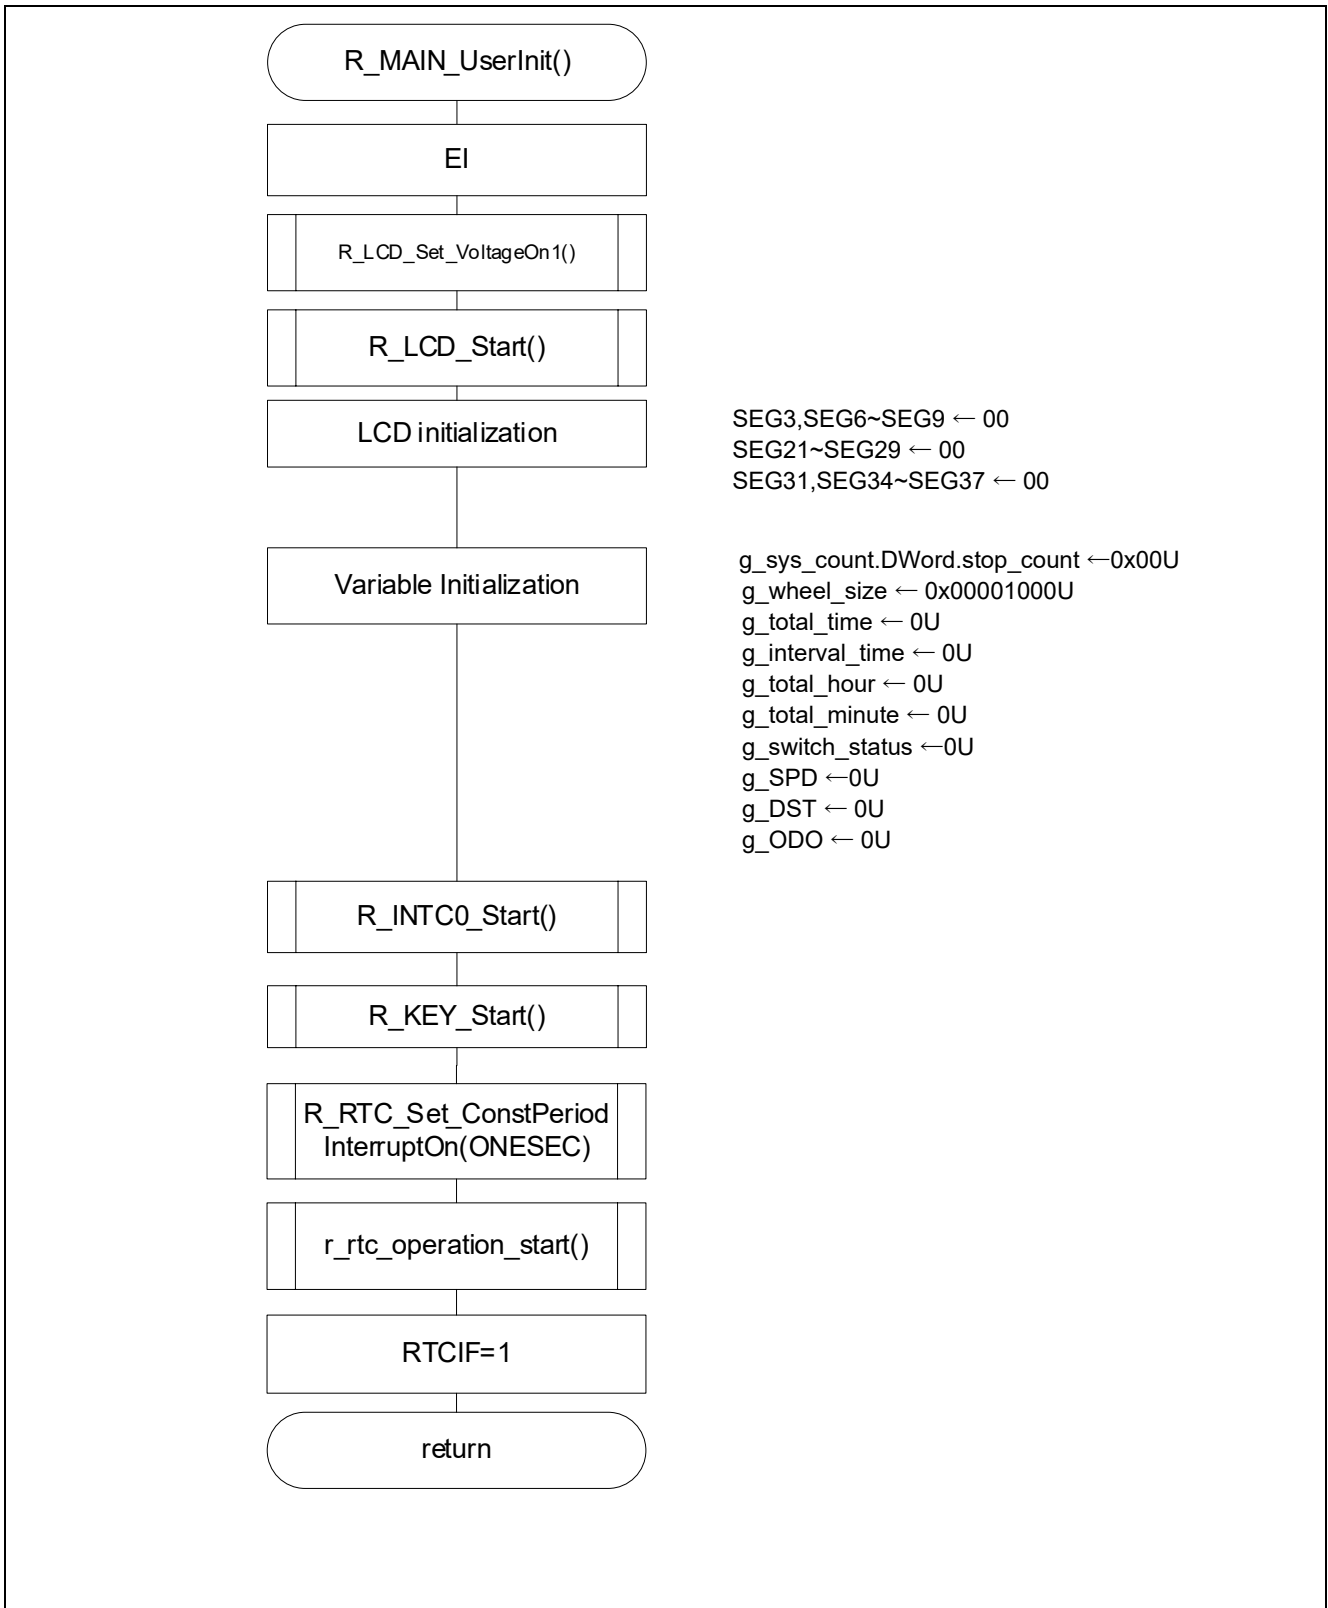 R_MAIN_UserInit()
EI
R_LCD_Set_VoltageOn1()
R_LCD_Start()
LCD initialization
SEG3,SEG6~SEG9 ← 00
SEG21~SEG29 ← 00
SEG31,SEG34~SEG37 ← 00
Variable Initialization
g_sys_count.DWord.stop_count ←0x00U
g_wheel_size ← 0x00001000U
g_total_time ← 0U
g_interval_time ← 0U
g_total_hour ← 0U
g_total_minute ← 0U
g_switch_status ←0U
g_SPD ←0U
g_DST ← 0U
g_ODO ← 0U
R_INTC0_Start()
R_KEY_Start()
R_RTC_Set_ConstPeriod
InterruptOn(ONESEC)
r_rtc_operation_start()
RTCIF=1
return